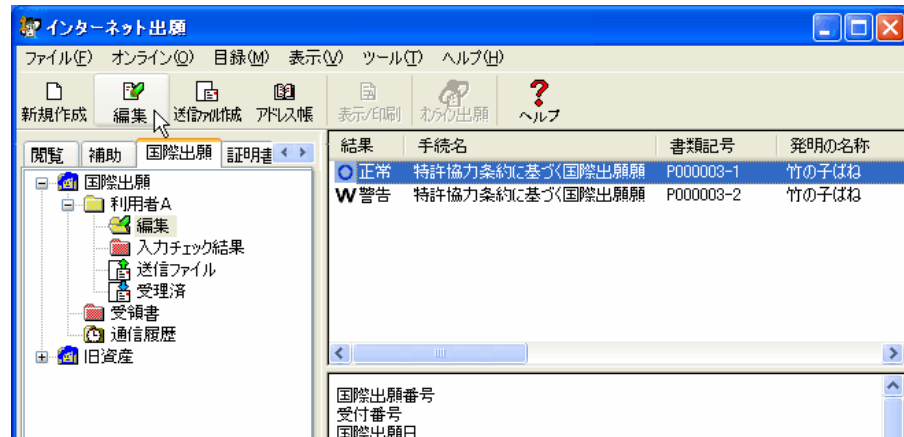 インターネット出願
ファイル(F) オンライン(O) 目録(M) 表示(V) ツール(T) ヘルプ(H)
新規作成 編集 送信ファイル作成 アドレス帳 表示/印刷 オンライン出願 ヘルプ
閲覧 補助 国際出願 証明書
国際出願
利用者A
編集
入力チェック結果
送信ファイル
受理済
受領書
通信履歴
旧資産
結果 手続名 書類記号 発明の名称
正常 特許協力条約に基づく国際出願願 P000003-1 竹の子ばね
W警告 特許協力条約に基づく国際出願願 P000003-2 竹の子ばね
国際出願番号
受付番号
国際出願日